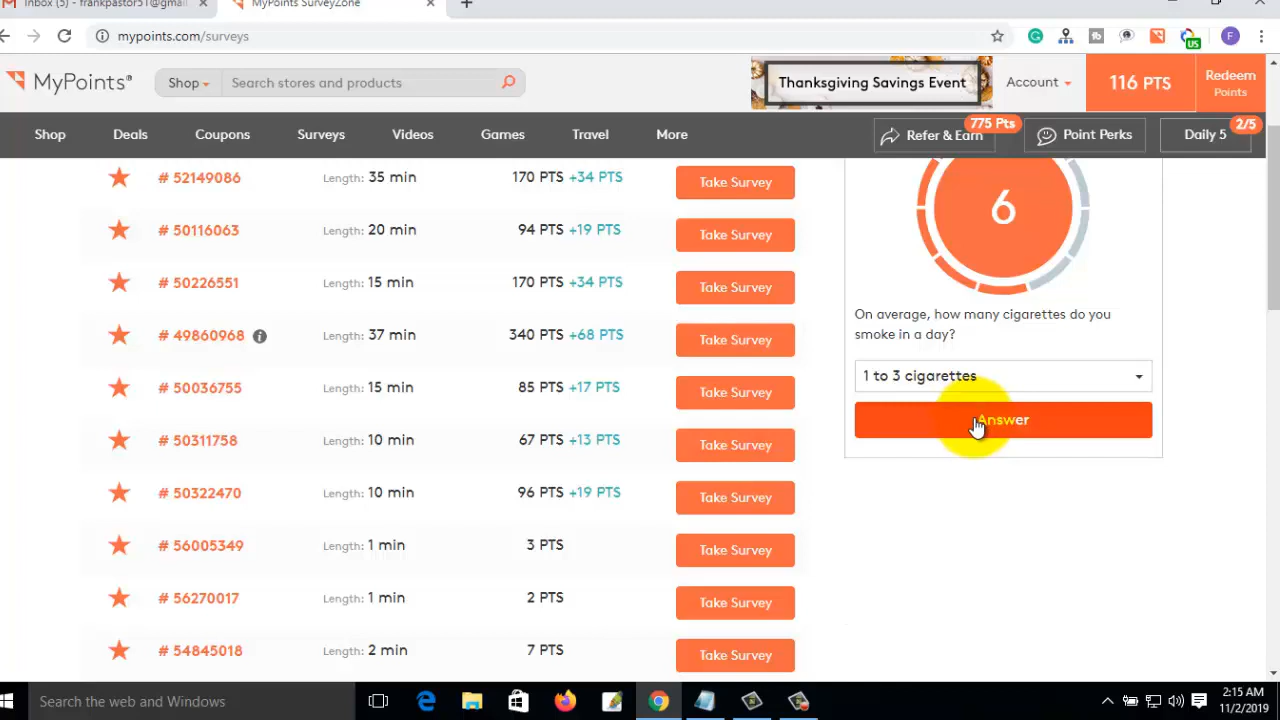 Inbox (5) - frankpastor51@gmail
MyPoints SurveyZone
mypoints.com/surveys
US
F
MyPoints®
Shop
Search stores and products
Thanksgiving Savings Event
Account
116 PTS
Redeem
Points
Shop
Deals
Coupons
Surveys
Videos
Games
Travel
More
Refer & Earn
775 Pts
Point Perks
Daily 5
2/5
# 52149086 Length: 35 min 170 PTS +34 PTS Take Survey
# 50116063 Length: 20 min 94 PTS +19 PTS Take Survey
# 50226551 Length: 15 min 170 PTS +34 PTS Take Survey
# 49860968 Length: 37 min 340 PTS +68 PTS Take Survey
# 50036755 Length: 15 min 85 PTS +17 PTS Take Survey
# 50311758 Length: 10 min 67 PTS +13 PTS Take Survey
# 50322470 Length: 10 min 96 PTS +19 PTS Take Survey
# 56005349 Length: 1 min 3 PTS Take Survey
# 56270017 Length: 1 min 2 PTS Take Survey
# 54845018 Length: 2 min 7 PTS Take Survey
6
On average, how many cigarettes do you
smoke in a day?
1 to 3 cigarettes
Answer
Search the web and Windows
2:15 AM
11/2/2019